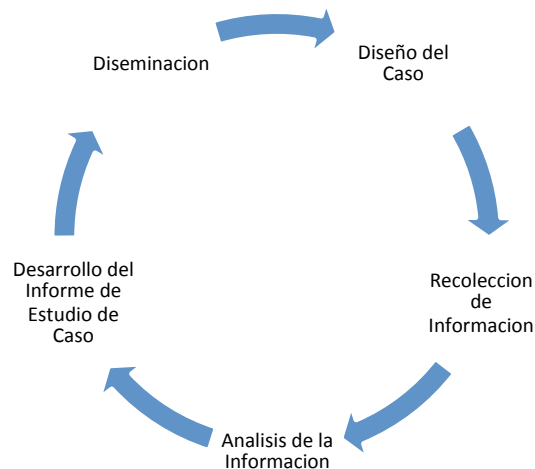 Diseminacion
Diseño del
Caso
Recoleccion
de
Informacion
Analisis de la
Informacion
Desarrollo del
Informe de
Estudio de
Caso